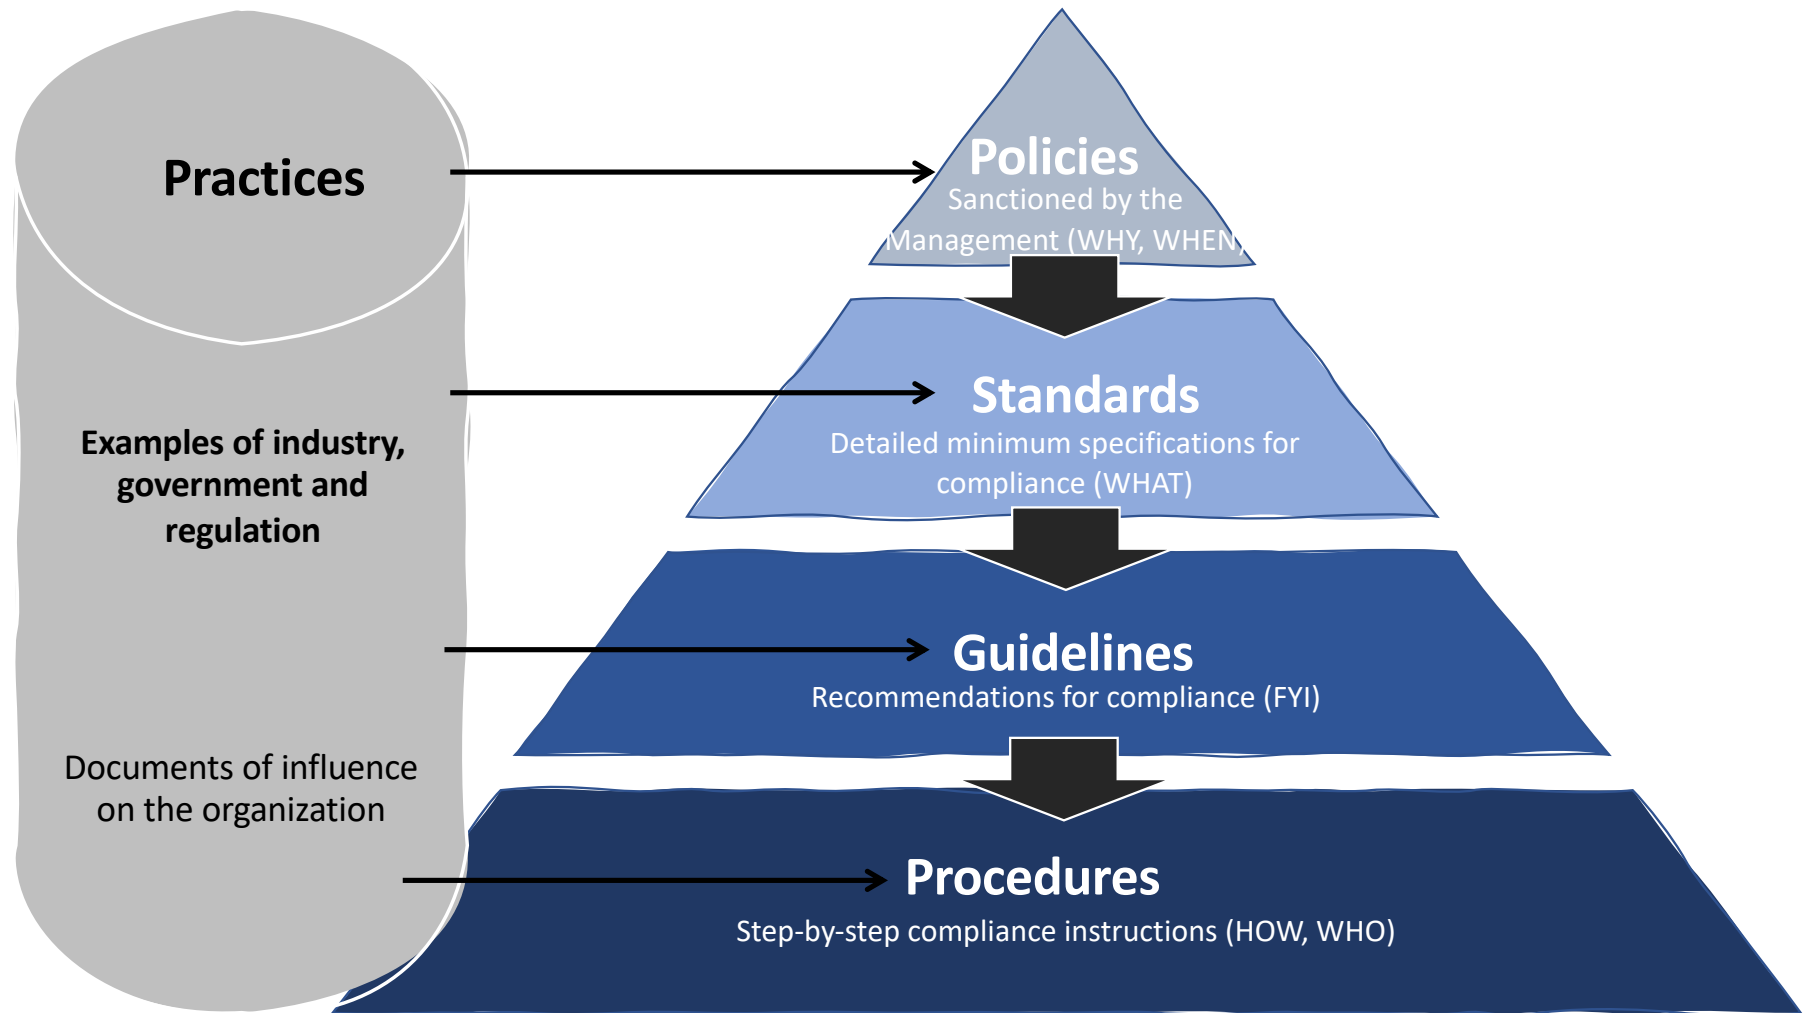 Practices
Examples of industry,
government and
regulation
Documents of influence
on the organization
Policies
Sanctioned by the
Management (WHY, WHEN)
Standards
Detailed minimum specifications for
compliance (WHAT)
Guidelines
Recommendations for compliance (FYI)
Procedures
Step-by-step compliance instructions (HOW, WHO)